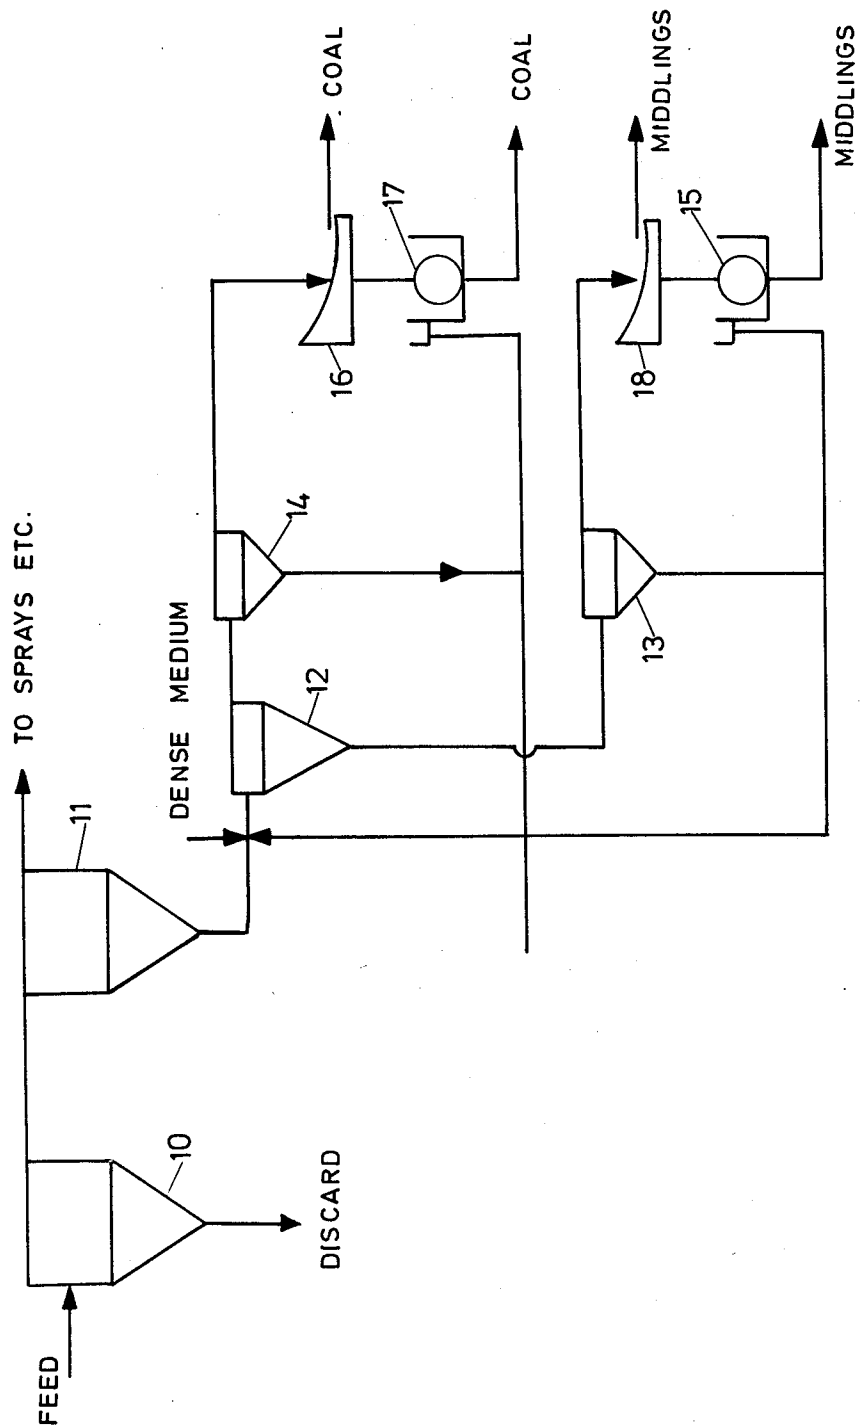 FEED
10
DISCARD
11
TO SPRAYS ETC.
DENSE MEDIUM
12
14
13
16
17
COAL
COAL
18
15
MIDDLINGS
MIDDLINGS